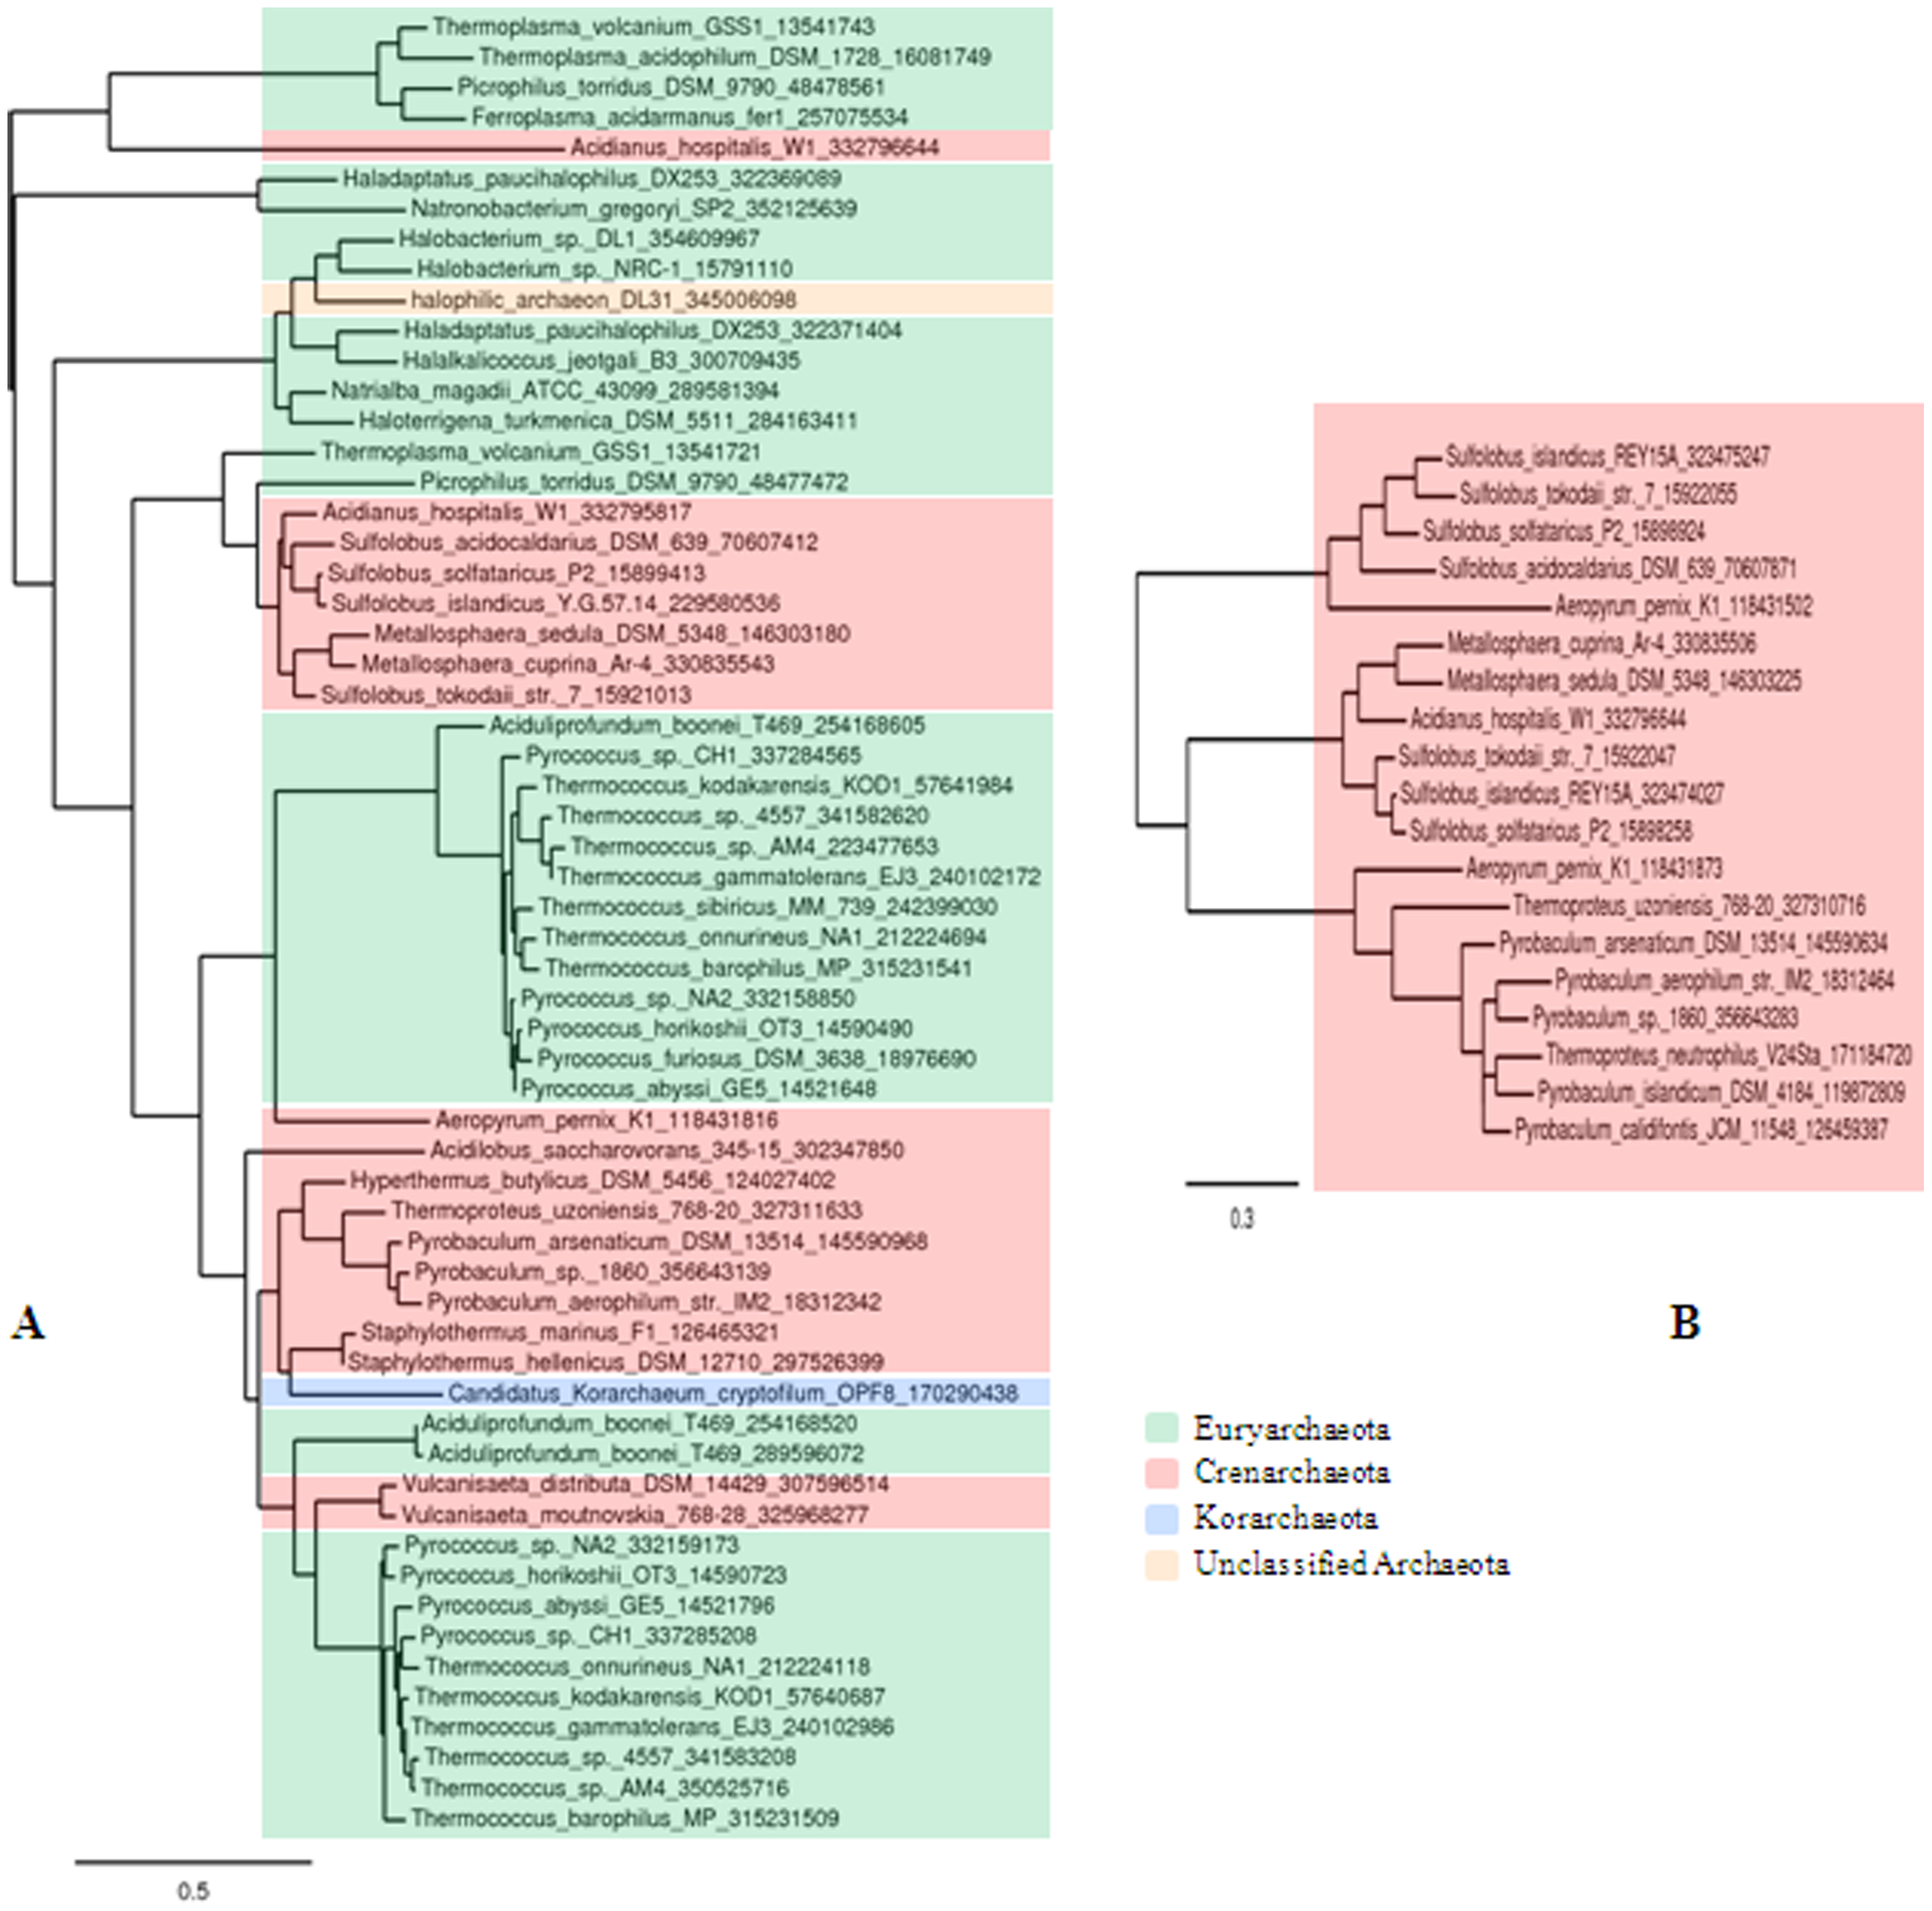 Thermoplasma_volcanium_GSS1_13541743
Thermoplasma_acidophilum_DSM_1728_16081749
Picrophilus_torridus_DSM_9790_48478561
Ferroplasma_acidarmanus_fer1_257075534
Acidianus_hospitalis_W1_332796644
Haladaptatus_paucihalophilus_DX253_322369089
Natronobacterium_gregoryi_SP2_352125639
Halobacterium_sp._DL1_354609967
Halobacterium_sp._NRC-1_15791110
halophilic_archaeon_DL31_345006098
Haladaptatus_paucihalophilus_DX253_322371404
Halalkalicoccus_jeotgali_B3_300709435
Natrialba_magadii_ATCC_43099_289581394
Haloterrigena_turkmenica_DSM_5511_284163411
Thermoplasma_volcanium_GSS1_13541721
Picrophilus_torridus_DSM_9790_48477472
Acidianus_hospitalis_W1_332795817
Sulfolobus_acidocaldarius_DSM_639_70607412
Sulfolobus_solfataricus_P2_15899413
Sulfolobus_islandicus_Y.G.57.14_229580536
Metallosphaera_sedula_DSM_5348_146303180
Metallosphaera_cuprina_Ar-4_330835543
Sulfolobus_tokodaii_str._7_15921013
Aciduliprofundum_boonei_T469_254168605
Pyrococcus_sp._CH1_337284565
Thermococcus_kodakarensis_KOD1_57641984
Thermococcus_sp._4557_341582620
Thermococcus_sp._AM4_223477653
Thermococcus_gammatolerans_EJ3_240102172
Thermococcus_sibiricus_MM_739_242399030
Thermococcus_onnurineus_NA1_212224694
Thermococcus_barophilus_MP_315231541
Pyrococcus_sp._NA2_332158850
Pyrococcus_horikoshii_OT3_14590490
Pyrococcus_furiosus_DSM_3638_18976690
Pyrococcus_abyssi_GE5_14521648
Aeropyrum_pernix_K1_118431816
Acidilobus_saccharovorans_345-15_302347850
Hyperthermus_butylicus_DSM_5456_124027402
Thermoproteus_uzoniensis_768-20_327311633
Pyrobaculum_arsenaticum_DSM_13514_145590968
Pyrobaculum_sp._1860_356643139
Pyrobaculum_aerophilum_str._IM2_18312342
Staphylothermus_marinus_F1_126465321
Staphylothermus_hellenicus_DSM_12710_297526399
Candidatus_Korarchaeum_cryptofilum_OPF8_170290438
Aciduliprofundum_boonei_T469_254168520
Aciduliprofundum_boonei_T469_289596072
Vulcanisaeta_distributa_DSM_14429_307596514
Vulcanisaeta_moutnovskia_768-28_325968277
Pyrococcus_sp._NA2_332159173
Pyrococcus_horikoshii_OT3_14590723
Pyrococcus_abyssi_GE5_14521796
Pyrococcus_sp._CH1_337285208
Thermococcus_onnurineus_NA1_212224118
Thermococcus_kodakarensis_KOD1_57640687
Thermococcus_gammatolerans_EJ3_240102986
Thermococcus_sp._4557_341583208
Thermococcus_sp._AM4_350525716
Thermococcus_barophilus_MP_315231509
0.5
A
Sulfolobus_islandicus_REY15A_323475247
Sulfolobus_tokodaii_str._7_15922055
Sulfolobus_solfataricus_P2_15898924
Sulfolobus_acidocaldarius_DSM_639_70607871
Aeropyrum_pernix_K1_118431502
Metallosphaera_cuprina_Ar-4_330835506
Metallosphaera_sedula_DSM_5348_146303225
Acidianus_hospitalis_W1_332796644
Sulfolobus_tokodaii_str._7_15922047
Sulfolobus_islandicus_REY15A_323474027
Sulfolobus_solfataricus_P2_15898258
Aeropyrum_pernix_K1_118431873
Thermoproteus_uzoniensis_768-20_327310716
Pyrobaculum_arsenaticum_DSM_13514_145590634
Pyrobaculum_aerophilum_str._IM2_18312464
Pyrobaculum_sp._1860_356643283
Thermoproteus_neutrophilus_V24Sta_171184720
Pyrobaculum_islandicum_DSM_4184_119872809
Pyrobaculum_calidifontis_JCM_11548_126459387
0.3
B
Euryarchaeota
Crenarchaeota
Korarchaeota
Unclassified Archaeota